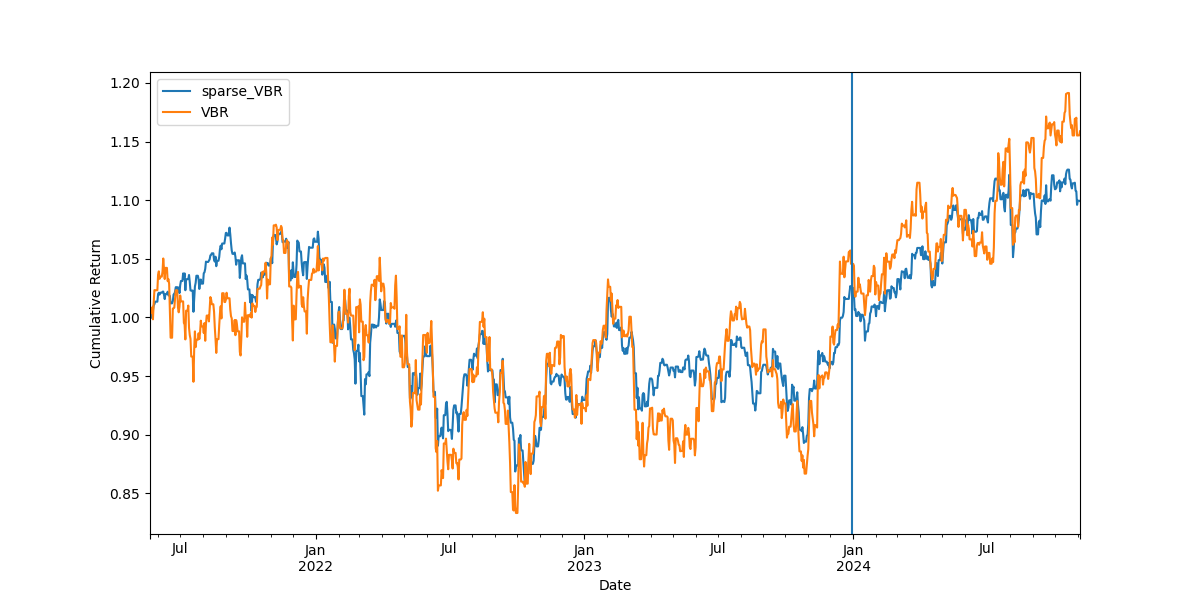 sparse_VBR
VBR
Cumulative Return
1.20
1.15
1.10
1.05
1.00
0.95
0.90
0.85
Jul
Jan
2022
Jul
Jan
2023
Jul
Jan
2024
Jul
Date